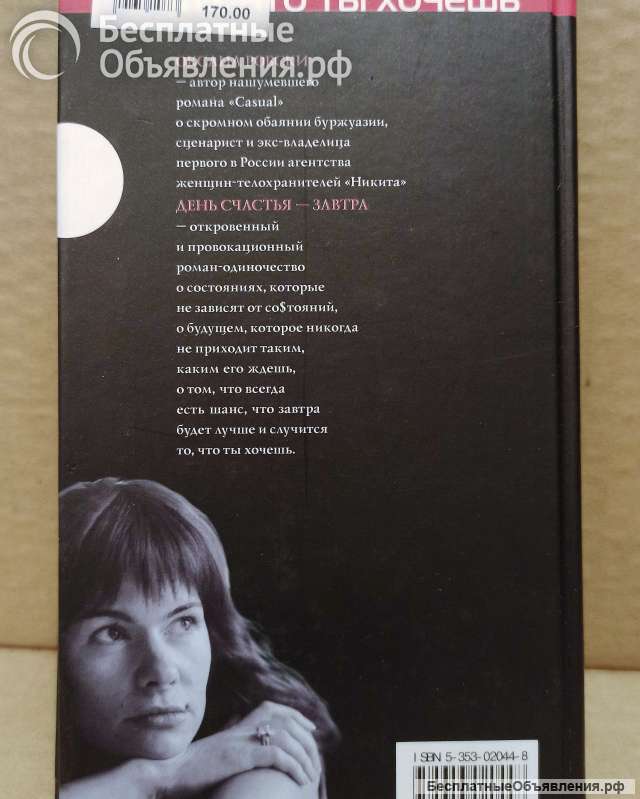 170.00
ТО ТЫ ХОЧЕШЬ
Бесплатные
Объявления.рф
— автор нашумевшего
романа «Casual»
о скромном обаянии буржуазии,
сценарист и экс-владелица
первого в России агентства
женщин-телохранителей «Никита»
ДЕНЬ СЧАСТЬЯ — ЗАВТРА
— откровенный
и провокационный
роман-одиночество
о состояниях, которые
не зависят от со$тояний,
о будущем, которое никогда
не приходит таким,
каким его ждешь,
о том, что всегда
есть шанс, что завтра
будет лучше и случится
то, что ты хочешь.
ISBN 5-353-02044-8
БесплатныеОбъявления.рф